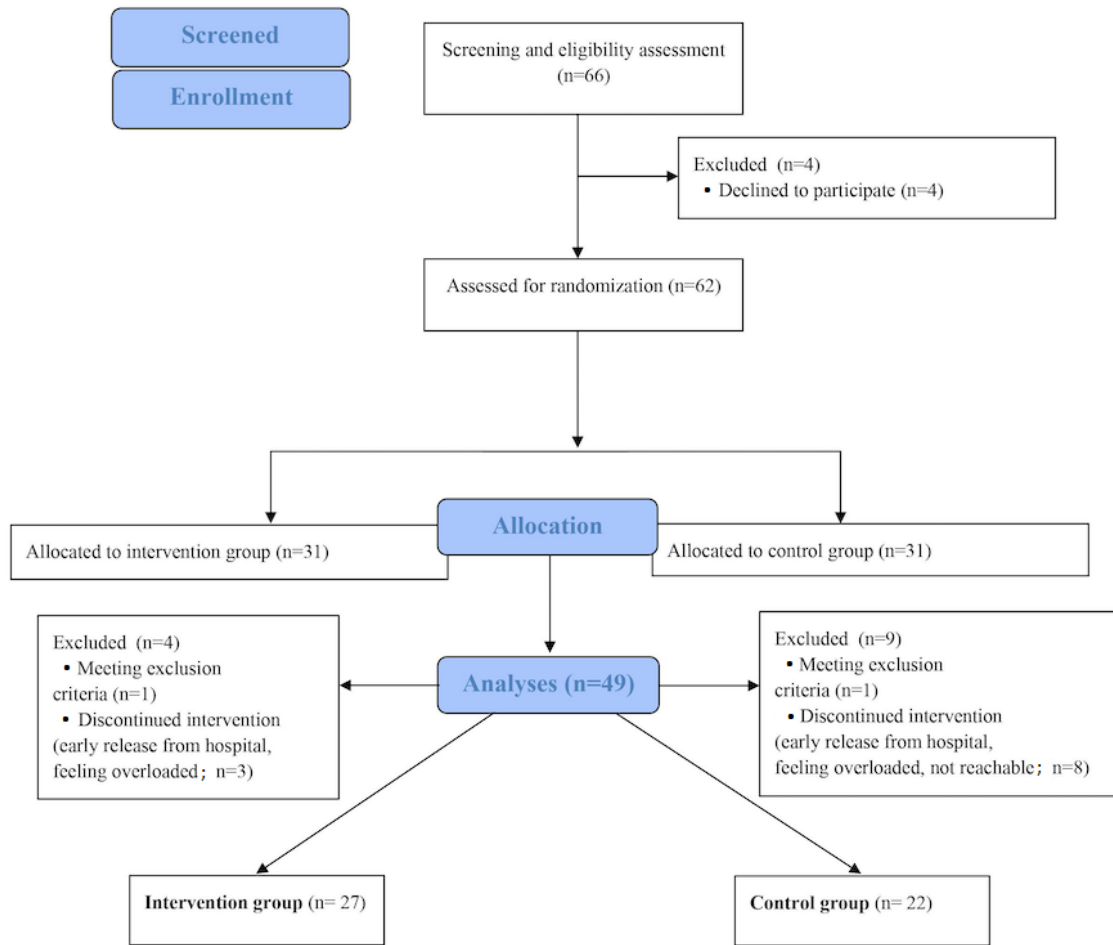 Screened
Enrollment
Screening and eligibility assessment
(n=66)
Excluded (n=4)
• Declined to participate (n=4)
Assessed for randomization (n=62)
Allocation
Allocated to intervention group (n=31)
Allocated to control group (n=31)
Excluded (n=4)
• Meeting exclusion
criteria (n=1)
• Discontinued intervention
(early release from hospital,
feeling overloaded; n=3)
Analyses (n=49)
Excluded (n=9)
• Meeting exclusion
criteria (n=1)
• Discontinued intervention
(early release from hospital,
feeling overloaded, not reachable; n=8)
Intervention group (n= 27)
Control group (n= 22)